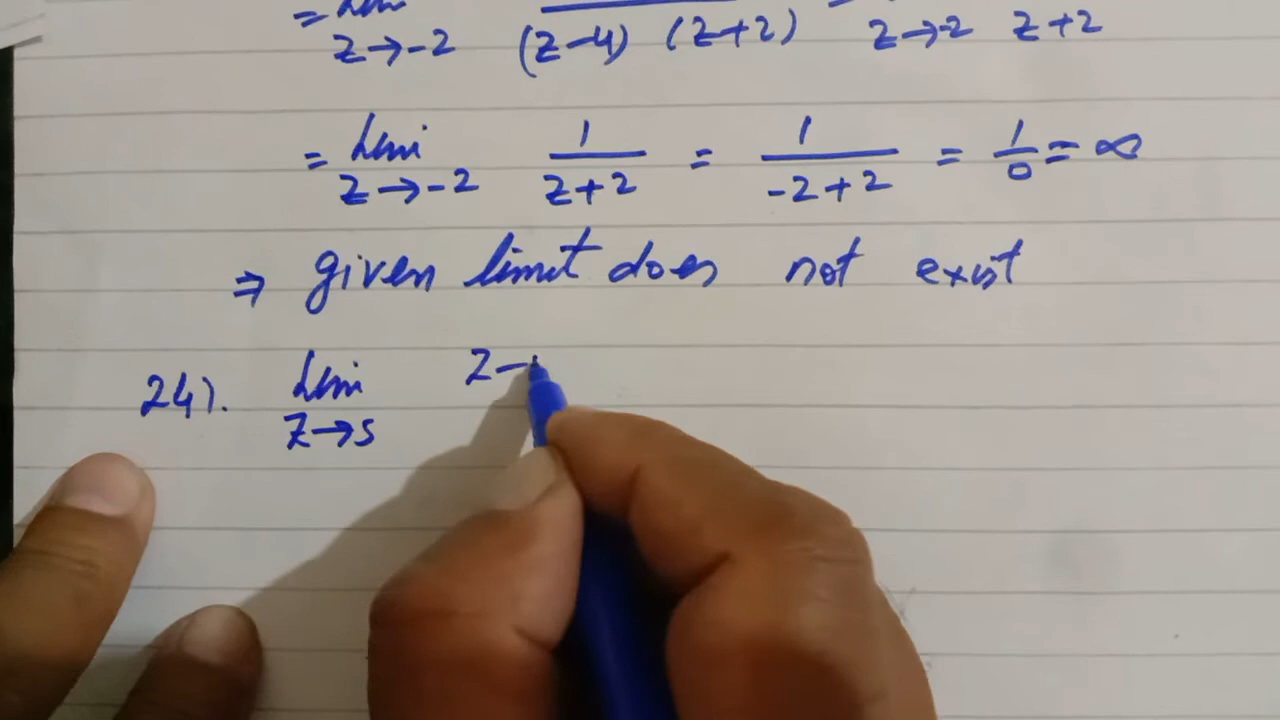 = Lim
z→-2 (z-4) (z+2) z→-2 z+2
= Lim z→-2 1/(z+2) = 1/(-2+2) = 1/0 = ∞
⇒ given limit does not exist
24). Lim z→5 z-